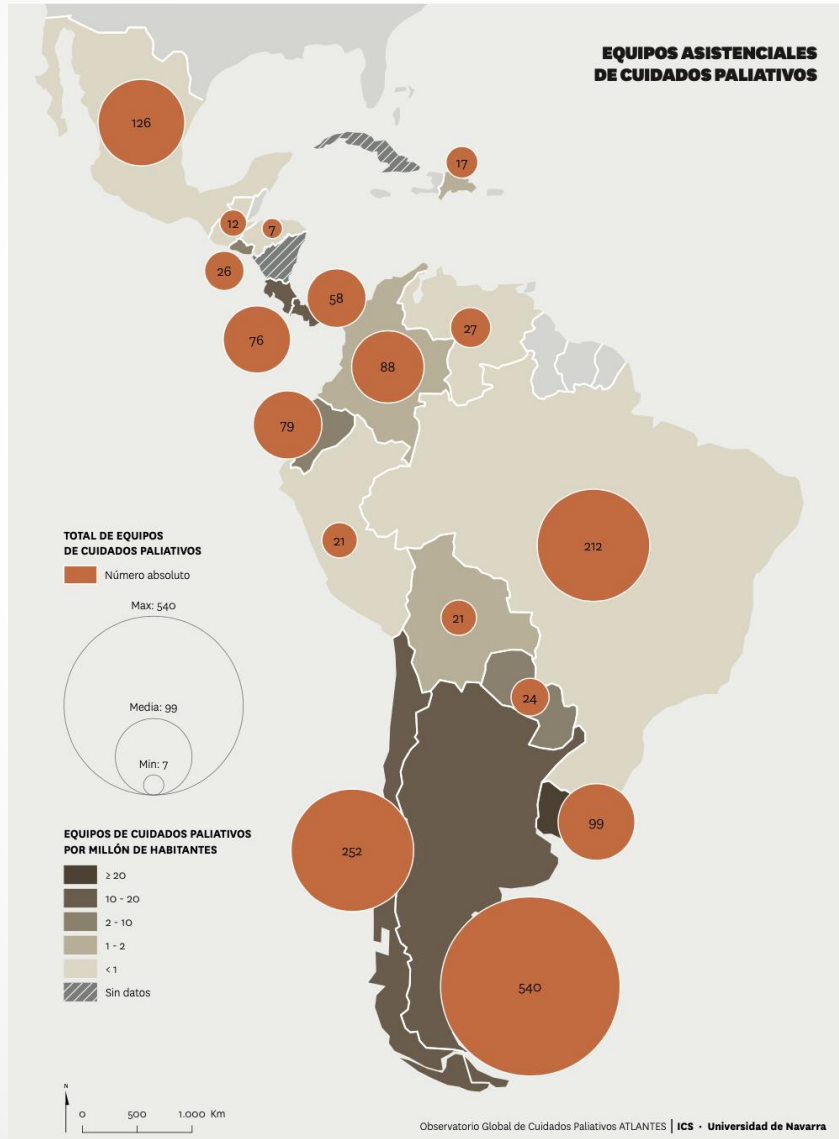 EQUIPOS ASISTENCIALES
DE CUIDADOS PALIATIVOS
126
17
12
7
26
58
76
27
88
79
21
212
21
24
99
252
540
TOTAL DE EQUIPOS
DE CUIDADOS PALIATIVOS
Número absoluto
Max: 540
Media: 99
Min: 7
EQUIPOS DE CUIDADOS PALIATIVOS
POR MILLÓN DE HABITANTES
≥ 20
10 - 20
2 - 10
1 - 2
< 1
Sin datos
N
0 500 1.000 Km
Observatorio Global de Cuidados Paliativos ATLANTES | ICS · Universidad de Navarra